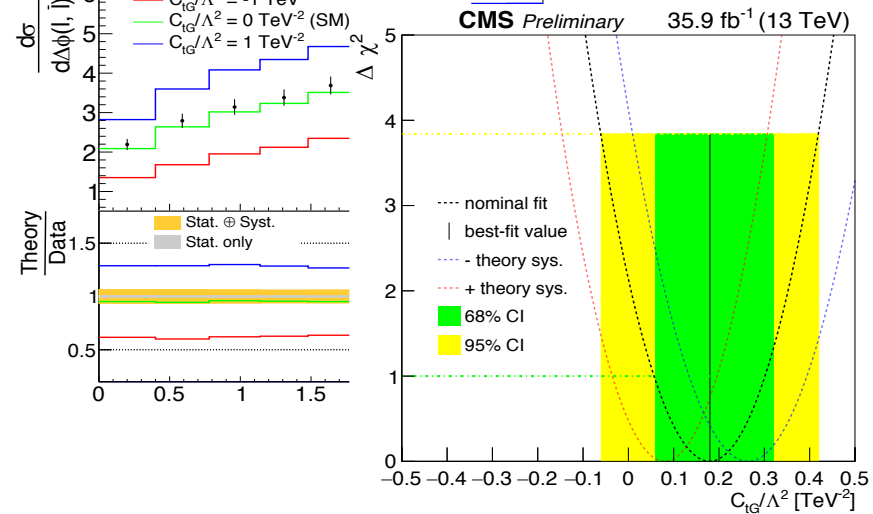 6
C_tG/Λ² = -1 TeV⁻²
C_tG/Λ² = 0 TeV⁻² (SM)
C_tG/Λ² = 1 TeV⁻²
dσ
dΔφ(l, l̄)
5
4
3
2
1
Stat. ⊕ Syst.
Stat. only
Theory
Data
1.5
1
0.5
0 0.5 1 1.5
CMS Preliminary 35.9 fb⁻¹ (13 TeV)
Δ χ²
5
4
3
2
1
0
nominal fit
best-fit value
- theory sys.
+ theory sys.
68% CI
95% CI
−0.5 −0.4 −0.3 −0.2 −0.1 0 0.1 0.2 0.3 0.4 0.5
C_tG/Λ² [TeV⁻²]